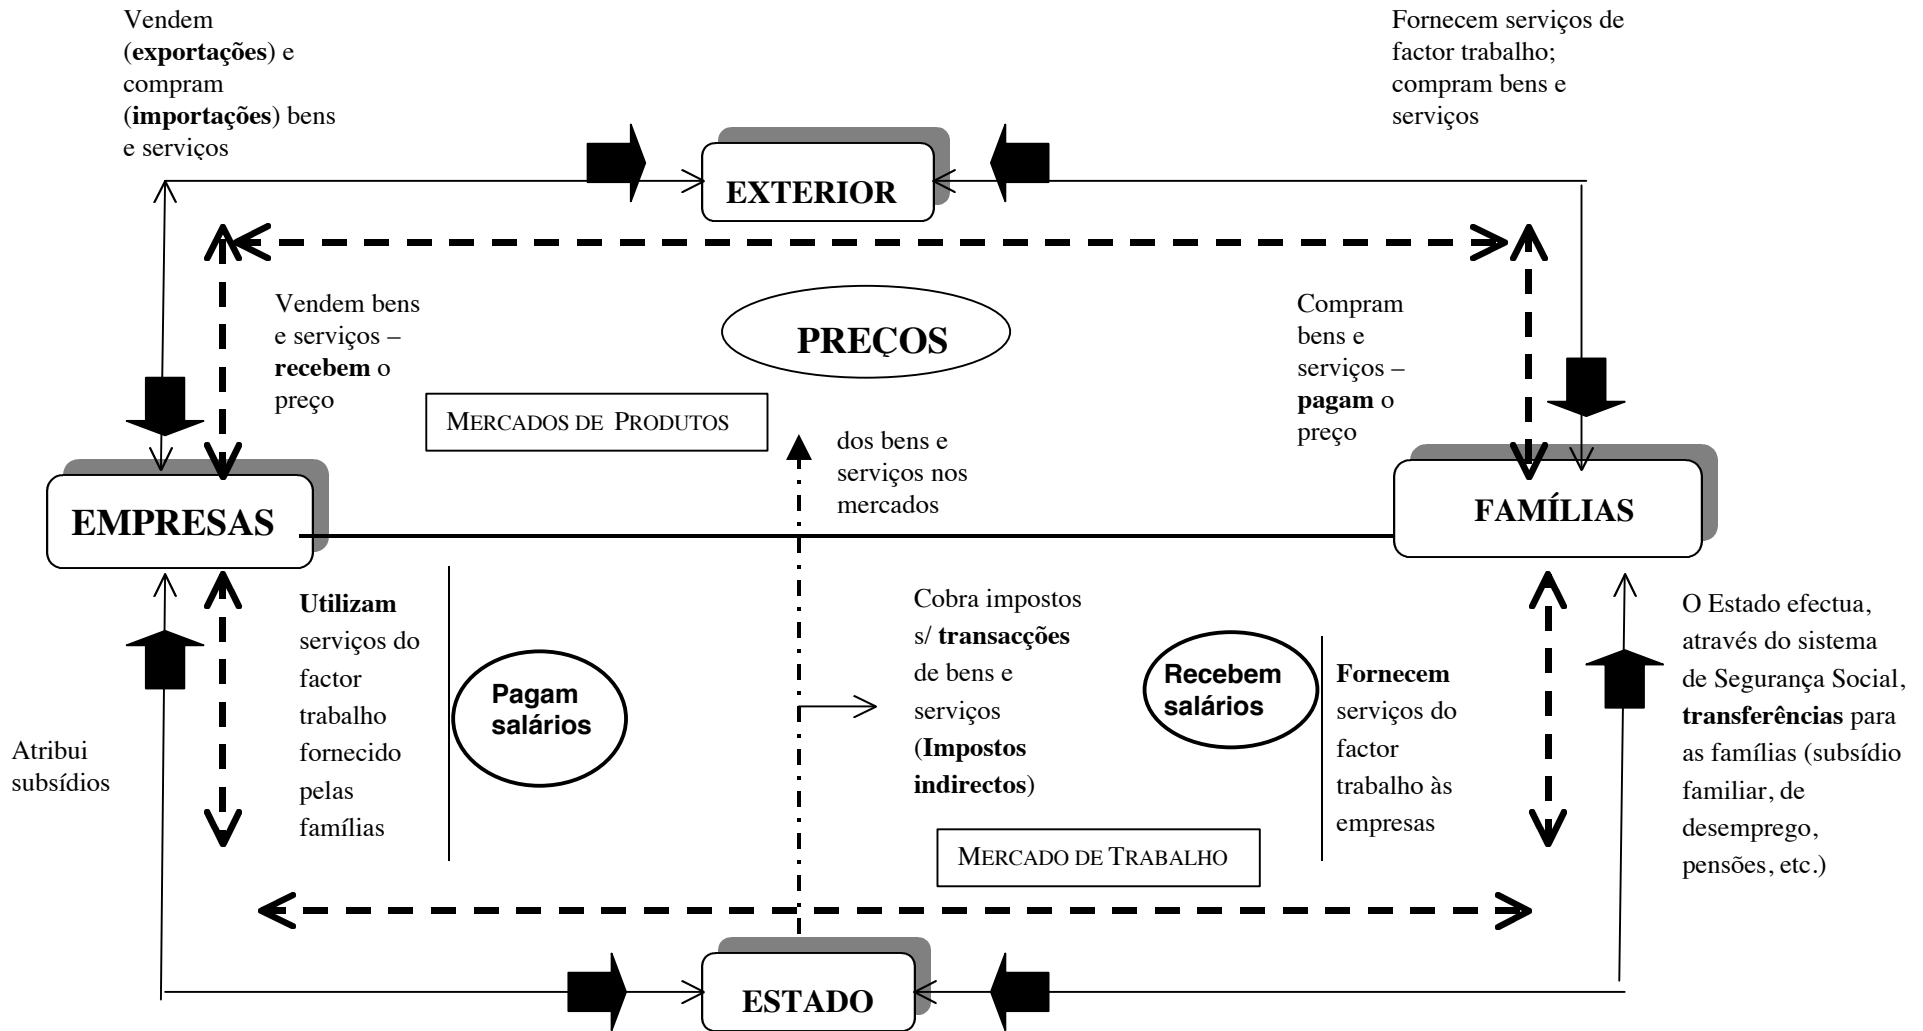 Vendem
(exportações) e
compram
(importações) bens
e serviços
Fornecem serviços de
factor trabalho;
compram bens e
serviços
EXTERIOR
Vendem bens
e serviços –
recebem o
preço
PREÇOS
Compram
bens e
serviços –
pagam o
preço
MERCADOS DE PRODUTOS
dos bens e
serviços nos
mercados
EMPRESAS
FAMÍLIAS
Utilizam
serviços do
factor
trabalho
fornecido
pelas
famílias
Pagam
salários
Cobra impostos
s/ transacções
de bens e
serviços
(Impostos
indirectos)
Recebem
salários
Fornecem
serviços do
factor
trabalho às
empresas
O Estado efectua,
através do sistema
de Segurança Social,
transferências para
as famílias (subsídio
familiar, de
desemprego,
pensões, etc.)
Atribui
subsídios
MERCADO DE TRABALHO
ESTADO